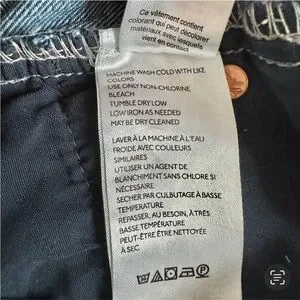 Ce vêtement contient
colorant qui peut décolorer
matériaux avec lesquels
vient en
MACHINE WASH COLD WITH LIKE
COLORS
USE ONLY NON-CHLORINE
BLEACH
TUMBLE DRY LOW
LOW IRON AS NEEDED
MAY BE DRY CLEANED
LAVER À LA MACHINE À L'EAU
FROIDE AVEC COULEURS
SIMILAIRES
UTILISER UN AGENT DE
BLANCHIMENT SANS CHLORE SI
NÉCESSAIRE
SÉCHER PAR CULBUTAGE À BASSE
TEMPÉRATURE
REPASSER, AU BESOIN, À TRÈS
BASSE TEMPÉRATURE
PEUT-ÊTRE ÊTRE NETTOYÉE
À SEC